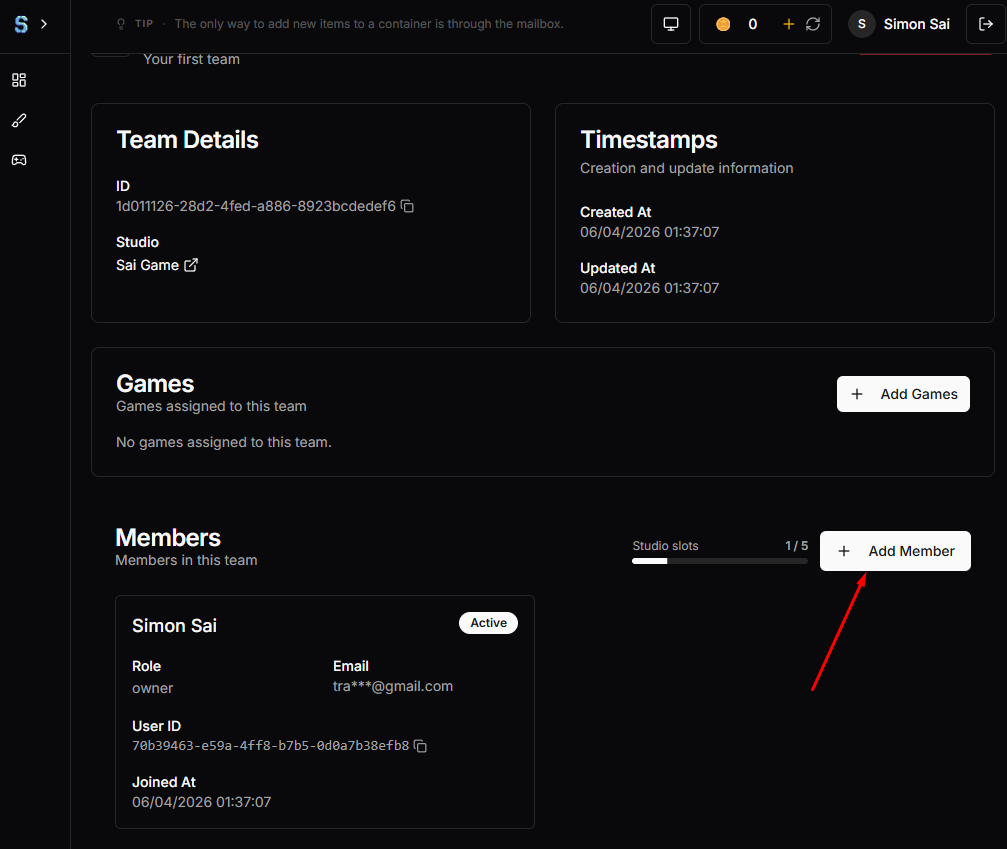 S
TIP · The only way to add new items to a container is through the mailbox.
0
S Simon Sai
Your first team
Team Details
ID
1d011126-28d2-4fed-a886-8923bcdedef6
Studio
Sai Game
Timestamps
Creation and update information
Created At
06/04/2026 01:37:07
Updated At
06/04/2026 01:37:07
Games
Games assigned to this team
Add Games
No games assigned to this team.
Members
Members in this team
Studio slots 1 / 5
Add Member
Simon Sai
Active
Role
owner
Email
tra***@gmail.com
User ID
70b39463-e59a-4ff8-b7b5-0d0a7b38efb8
Joined At
06/04/2026 01:37:07